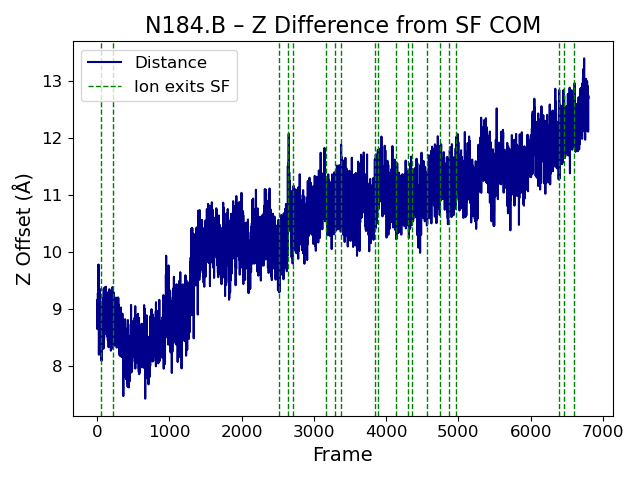 N184.B – Z Difference from SF COM
Distance
Ion exits SF
Z Offset (Å)
13
12
11
10
9
8
0 1000 2000 3000 4000 5000 6000 7000
Frame